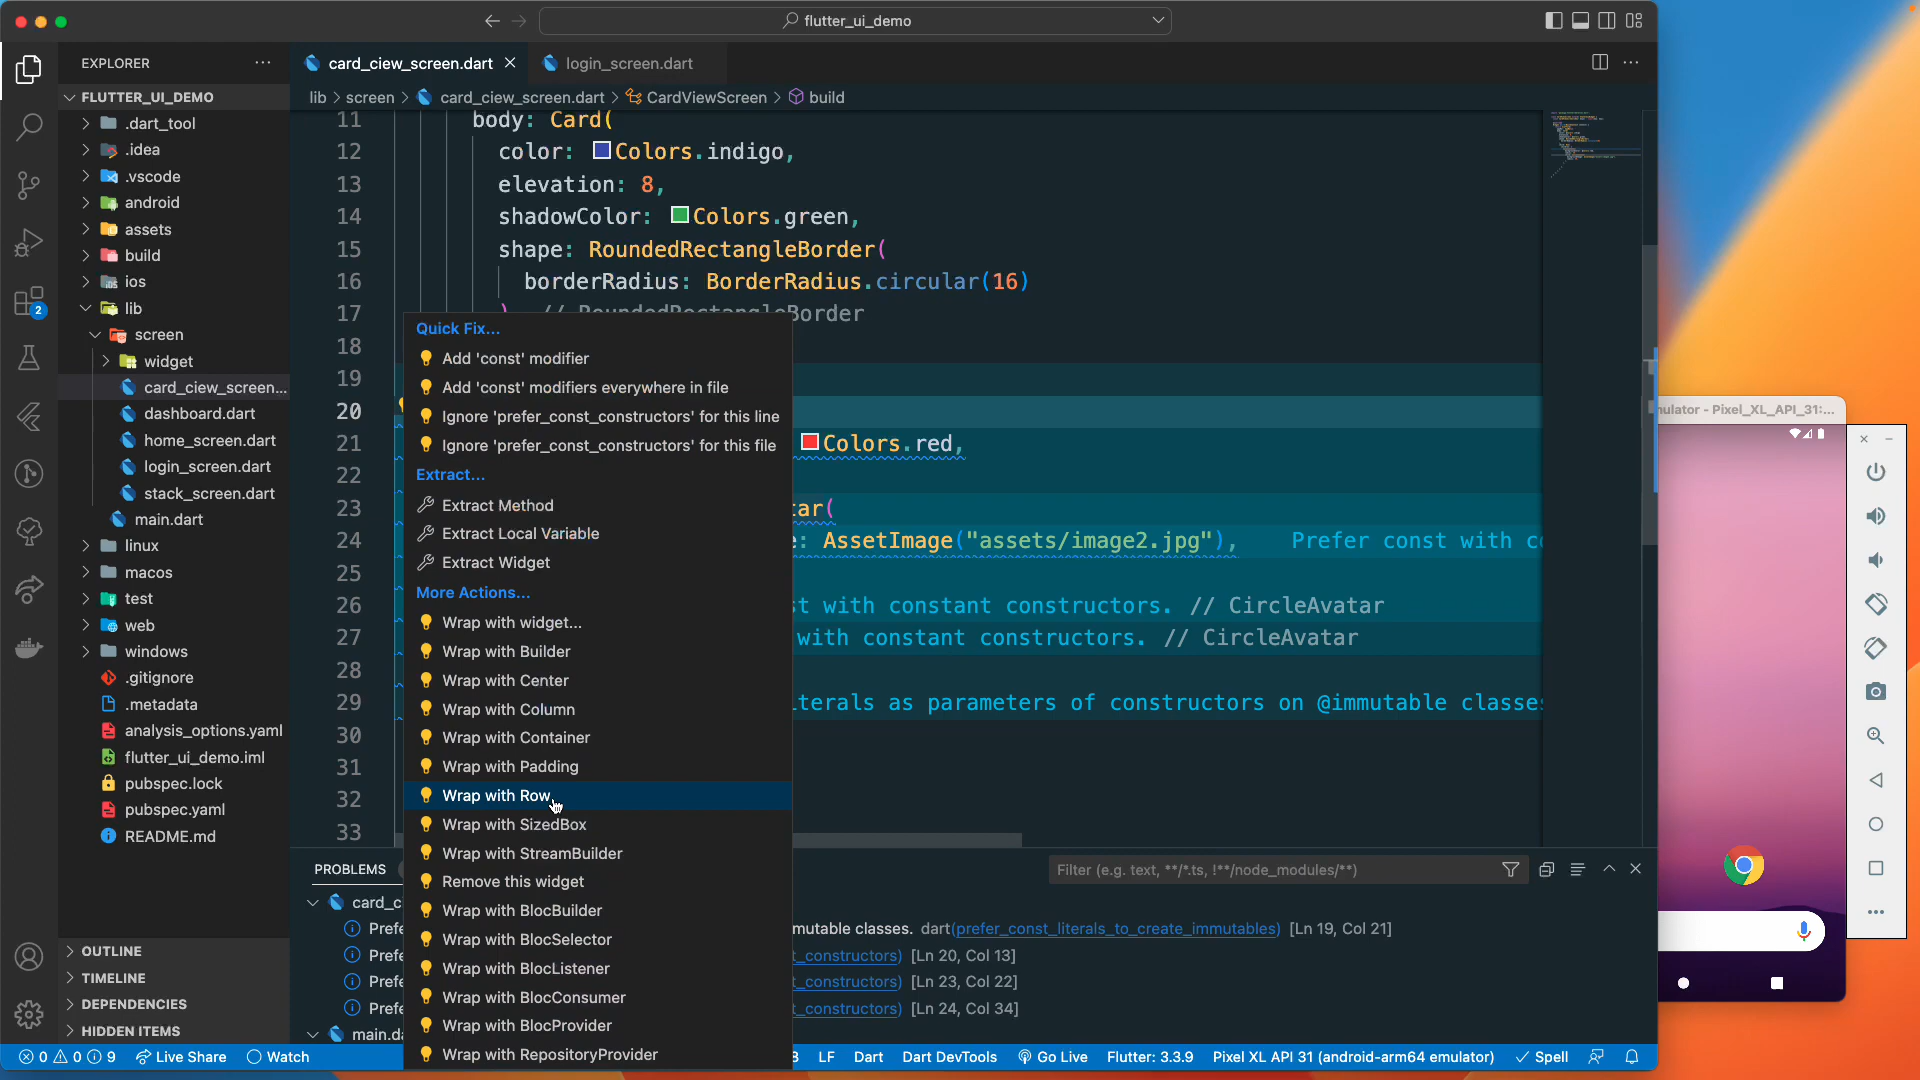 flutter_ui_demo
EXPLORER
card_ciew_screen.dart
login_screen.dart
FLUTTER_UI_DEMO
lib > screen > card_ciew_screen.dart > CardViewScreen > build
.dart_tool
.idea
.vscode
android
assets
build
ios
lib
screen
widget
card_ciew_screen...
dashboard.dart
home_screen.dart
login_screen.dart
stack_screen.dart
main.dart
linux
macos
test
web
windows
.gitignore
.metadata
analysis_options.yaml
flutter_ui_demo.iml
pubspec.lock
pubspec.yaml
README.md
OUTLINE
TIMELINE
DEPENDENCIES
HIDDEN ITEMS
2
11 body: Card(
12 color: Colors.indigo,
13 elevation: 8,
14 shadowColor: Colors.green,
15 shape: RoundedRectangleBorder(
16 borderRadius: BorderRadius.circular(16)
17 ) // RoundedRectangleBorder
18
19
20
21 Colors.red,
22
23 tar(
24 e: AssetImage("assets/image2.jpg"), Prefer const with co
25
26 st with constant constructors. // CircleAvatar
27 with constant constructors. // CircleAvatar
28
29 terals as parameters of constructors on @immutable classes
30
31
32
33
Quick Fix...
Add 'const' modifier
Add 'const' modifiers everywhere in file
Ignore 'prefer_const_constructors' for this line
Ignore 'prefer_const_constructors' for this file
Extract...
Extract Method
Extract Local Variable
Extract Widget
More Actions...
Wrap with widget...
Wrap with Builder
Wrap with Center
Wrap with Column
Wrap with Container
Wrap with Padding
Wrap with Row
Wrap with SizedBox
Wrap with StreamBuilder
Remove this widget
Wrap with BlocBuilder
Wrap with BlocSelector
Wrap with BlocListener
Wrap with BlocConsumer
Wrap with BlocProvider
Wrap with RepositoryProvider
PROBLEMS
Filter (e.g. text, **/*.ts, !**/node_modules/**)
card_c
Prefe mutable classes. dart(prefer_const_literals_to_create_immutables) [Ln 19, Col 21]
Prefe t_constructors) [Ln 20, Col 13]
Prefe t_constructors) [Ln 23, Col 22]
Prefe t_constructors) [Ln 24, Col 34]
main.da
0 0 9 Live Share Watch 8 LF Dart Dart DevTools Go Live Flutter: 3.3.9 Pixel XL API 31 (android-arm64 emulator) Spell
mulator - Pixel_XL_API_31:...